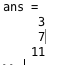 ans =
3
7
11